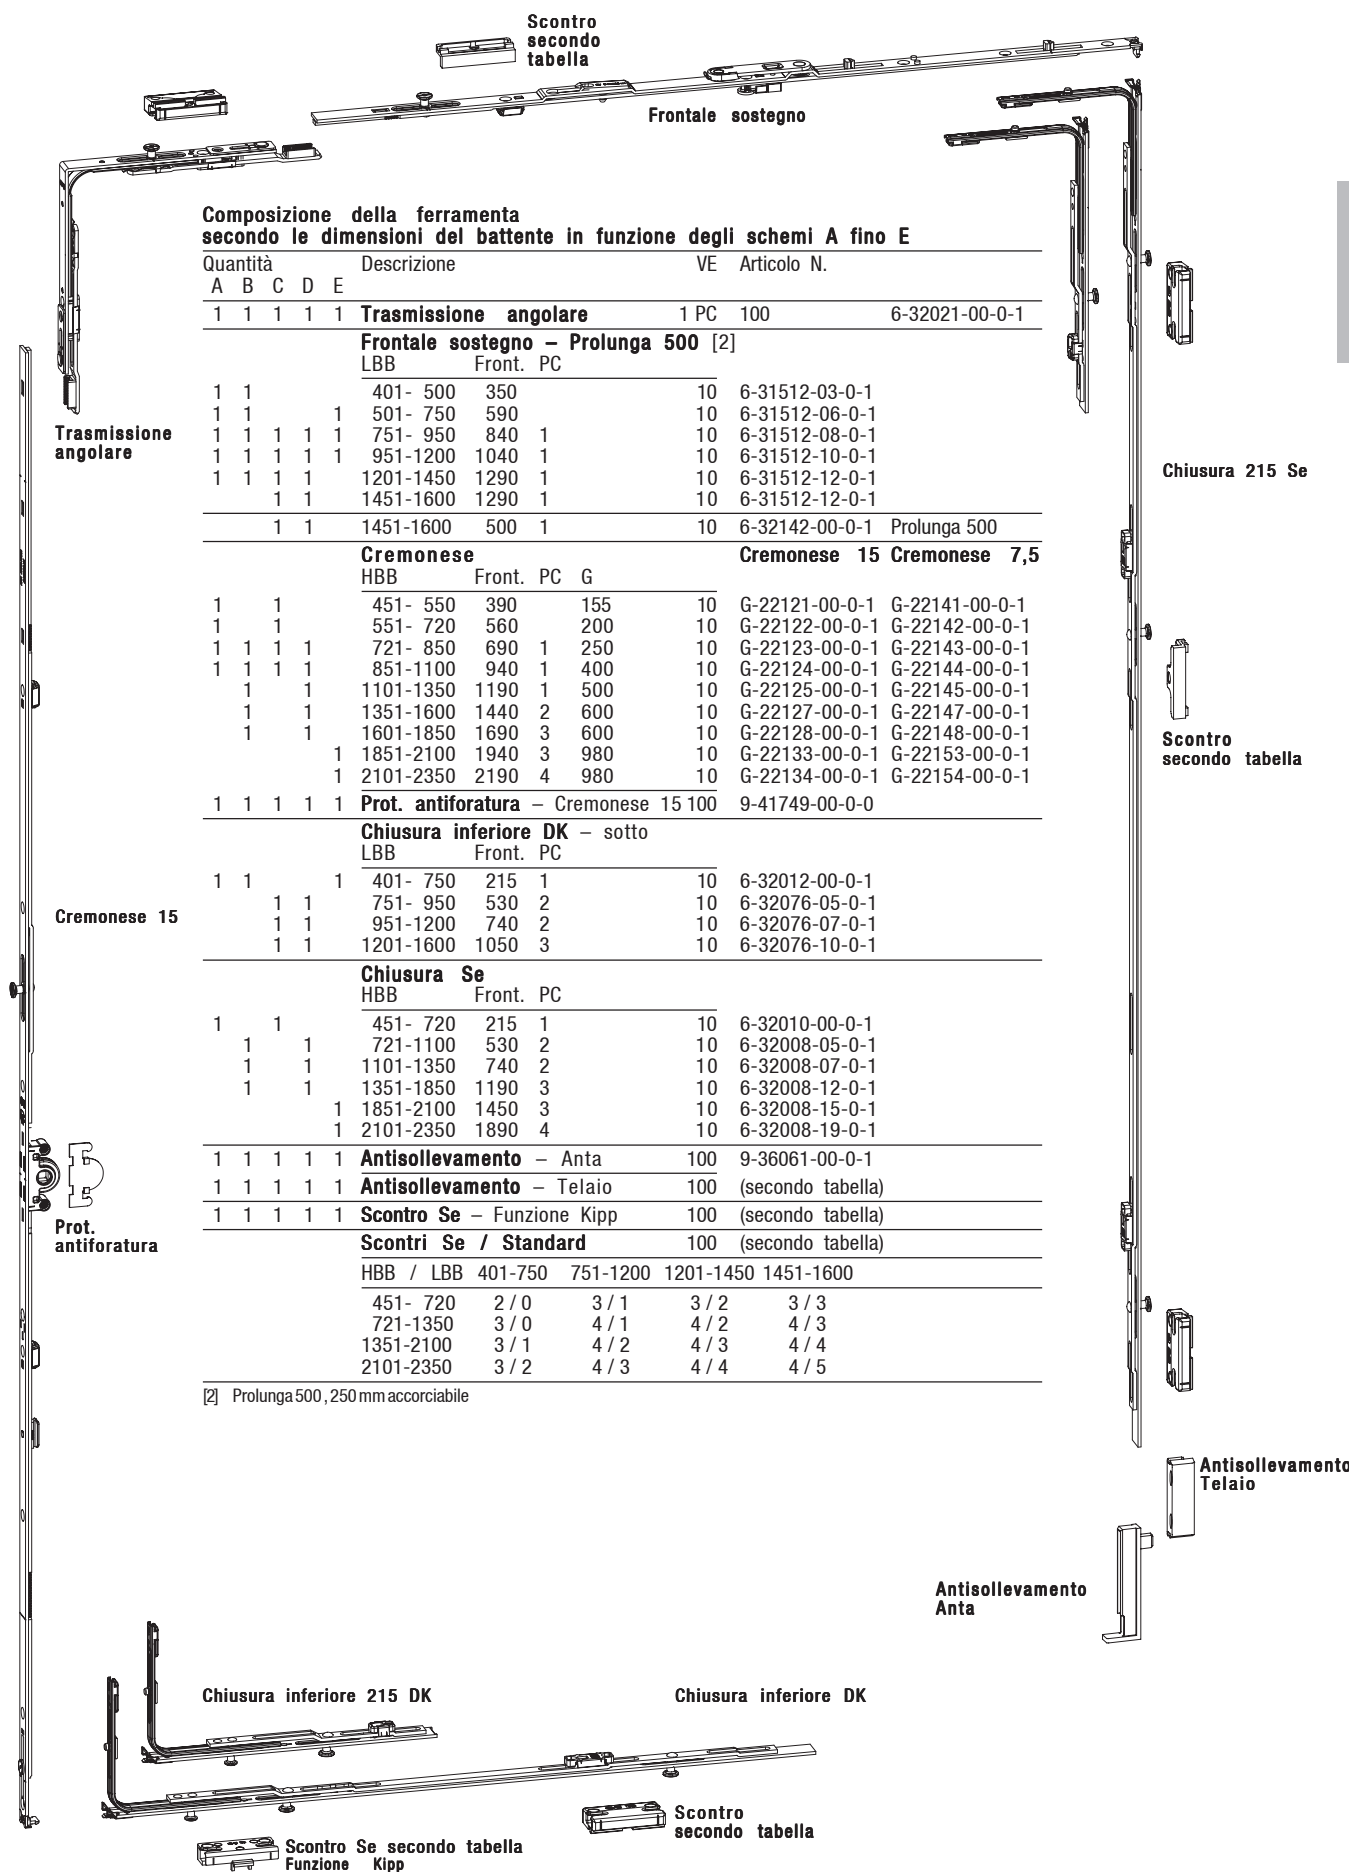 Scontro
secondo
tabella
Frontale sostegno
Composizione della ferramenta
secondo le dimensioni del battente in funzione degli schemi A fino E
Quantità Descrizione VE Articolo N.
A B C D E
1 1 1 1 1 Trasmissione angolare 1 PC 100 6-32021-00-0-1
Frontale sostegno – Prolunga 500 [2]
LBB Front. PC
1 1 401- 500 350 10 6-31512-03-0-1
1 1 1 501- 750 590 10 6-31512-06-0-1
1 1 1 1 1 751- 950 840 1 10 6-31512-08-0-1
1 1 1 1 1 951-1200 1040 1 10 6-31512-10-0-1
1 1 1 1 1201-1450 1290 1 10 6-31512-12-0-1
1 1 1451-1600 1290 1 10 6-31512-12-0-1
1 1 1451-1600 500 1 10 6-32142-00-0-1 Prolunga 500
Cremonese Cremonese 15 Cremonese 7,5
HBB Front. PC G
1 1 451- 550 390 155 10 G-22121-00-0-1 G-22141-00-0-1
1 1 551- 720 560 200 10 G-22122-00-0-1 G-22142-00-0-1
1 1 1 1 721- 850 690 1 250 10 G-22123-00-0-1 G-22143-00-0-1
1 1 1 1 851-1100 940 1 400 10 G-22124-00-0-1 G-22144-00-0-1
1 1 1101-1350 1190 1 500 10 G-22125-00-0-1 G-22145-00-0-1
1 1 1351-1600 1440 2 600 10 G-22127-00-0-1 G-22147-00-0-1
1 1 1601-1850 1690 3 600 10 G-22128-00-0-1 G-22148-00-0-1
1 1851-2100 1940 3 980 10 G-22133-00-0-1 G-22153-00-0-1
1 2101-2350 2190 4 980 10 G-22134-00-0-1 G-22154-00-0-1
1 1 1 1 1 Prot. antiforatura – Cremonese 15 100 9-41749-00-0-0
Chiusura inferiore DK – sotto
LBB Front. PC
1 1 1 401- 750 215 1 10 6-32012-00-0-1
1 1 751- 950 530 2 10 6-32076-05-0-1
1 1 951-1200 740 2 10 6-32076-07-0-1
1 1 1201-1600 1050 3 10 6-32076-10-0-1
Chiusura Se
HBB Front. PC
1 1 451- 720 215 1 10 6-32010-00-0-1
1 1 721-1100 530 2 10 6-32008-05-0-1
1 1 1101-1350 740 2 10 6-32008-07-0-1
1 1 1351-1850 1190 3 10 6-32008-12-0-1
1 1851-2100 1450 3 10 6-32008-15-0-1
1 2101-2350 1890 4 10 6-32008-19-0-1
1 1 1 1 1 Antisollevamento – Anta 100 9-36061-00-0-1
1 1 1 1 1 Antisollevamento – Telaio 100 (secondo tabella)
1 1 1 1 1 Scontro Se – Funzione Kipp 100 (secondo tabella)
Scontri Se / Standard 100 (secondo tabella)
HBB / LBB 401-750 751-1200 1201-1450 1451-1600
451- 720 2 / 0 3 / 1 3 / 2 3 / 3
721-1350 3 / 0 4 / 1 4 / 2 4 / 3
1351-2100 3 / 1 4 / 2 4 / 3 4 / 4
2101-2350 3 / 2 4 / 3 4 / 4 4 / 5
[2] Prolunga 500 , 250 mm accorciabile
Trasmissione
angolare
Chiusura 215 Se
Scontro
secondo tabella
Cremonese 15
Prot.
antiforatura
Antisollevamento
Telaio
Antisollevamento
Anta
Chiusura inferiore 215 DK
Chiusura inferiore DK
Scontro
secondo tabella
Scontro Se secondo tabella
Funzione Kipp